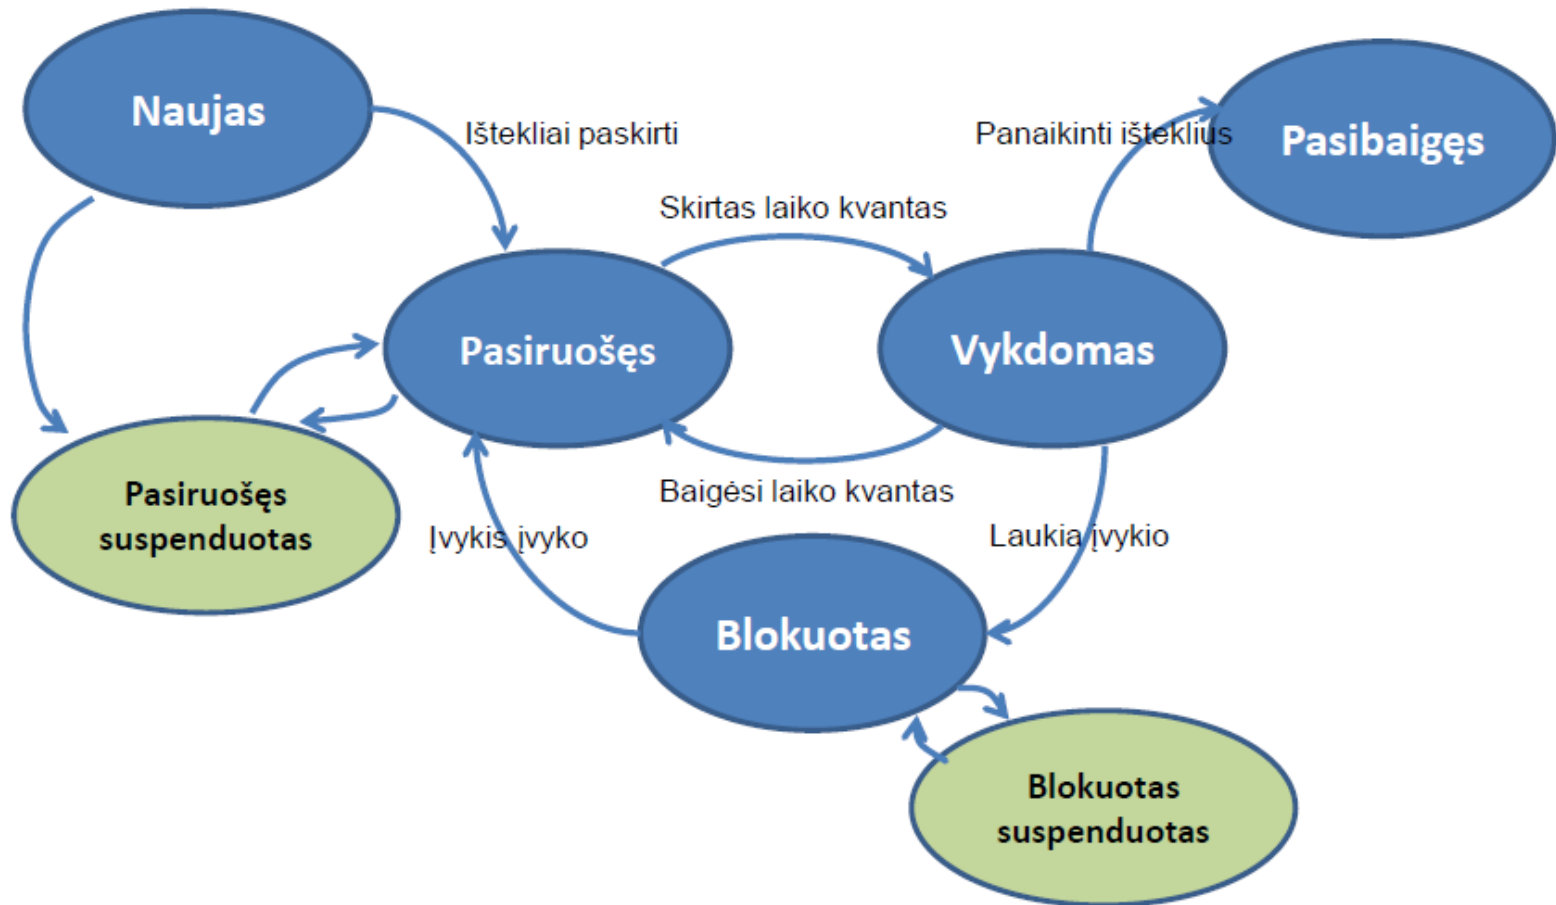 Naujas
Ištekliai paskirti
Panaikinti išteklius
Pasibaigęs
Skirtas laiko kvantas
Pasiruošęs
Vykdomas
Baigėsi laiko kvantas
Pasiruošęs
suspenduotas
Įvykis įvyko
Laukia įvykio
Blokuotas
Blokuotas
suspenduotas